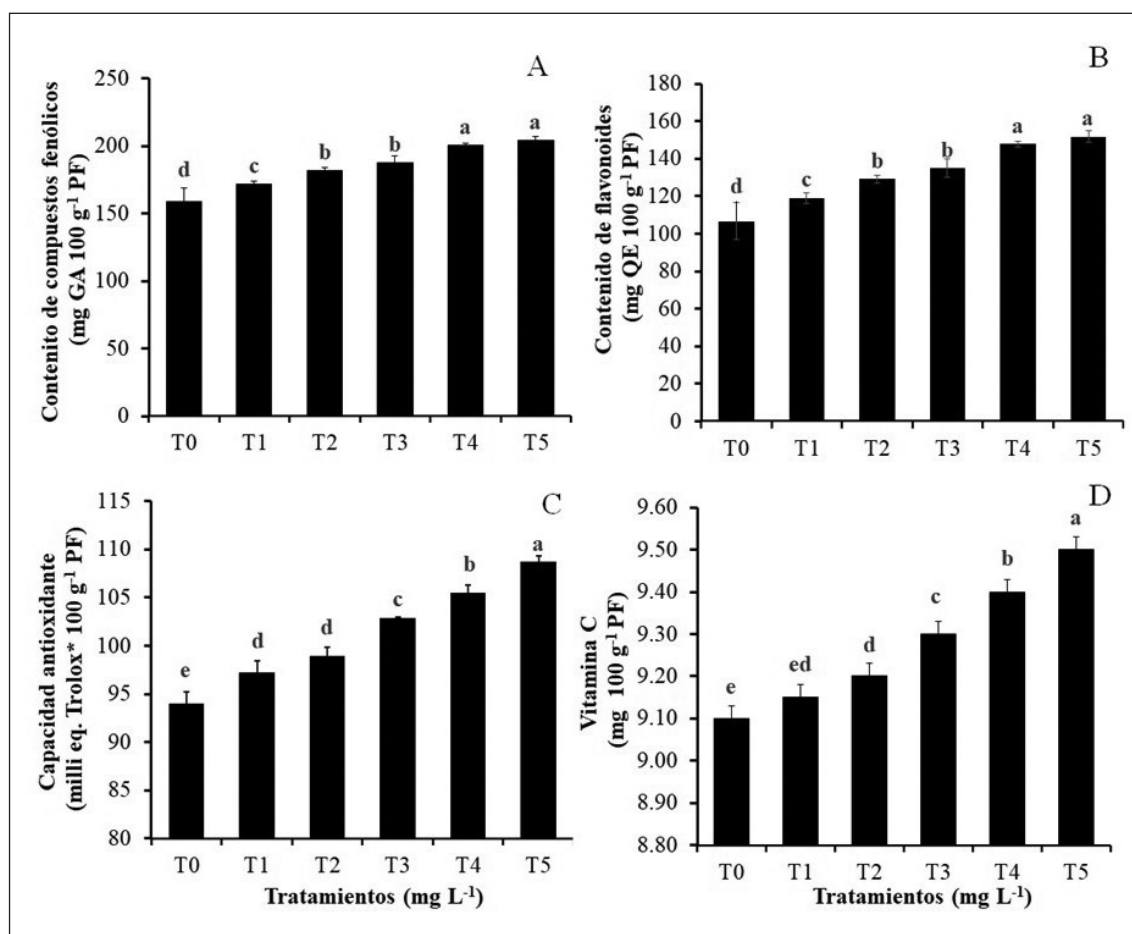 A
Contenito de compuestos fenólicos
(mg GA 100 g-1 PF)
250
200
150
100
50
0
d
c
b
b
a
a
T0
T1
T2
T3
T4
T5
B
Contenido de flavonoides
(mg QE 100 g-1 PF)
180
160
140
120
100
80
60
40
20
0
d
c
b
b
a
a
T0
T1
T2
T3
T4
T5
C
Capacidad antioxidante
(milli eq. Trolox* 100 g-1 PF)
115
110
105
100
95
90
85
80
e
d
d
c
b
a
T0
T1
T2
T3
T4
T5
Tratamientos (mg L-1)
D
Vitamina C
(mg 100 g-1 PF)
9.60
9.50
9.40
9.30
9.20
9.10
9.00
8.90
8.80
e
ed
d
c
b
a
T0
T1
T2
T3
T4
T5
Tratamientos (mg L-1)